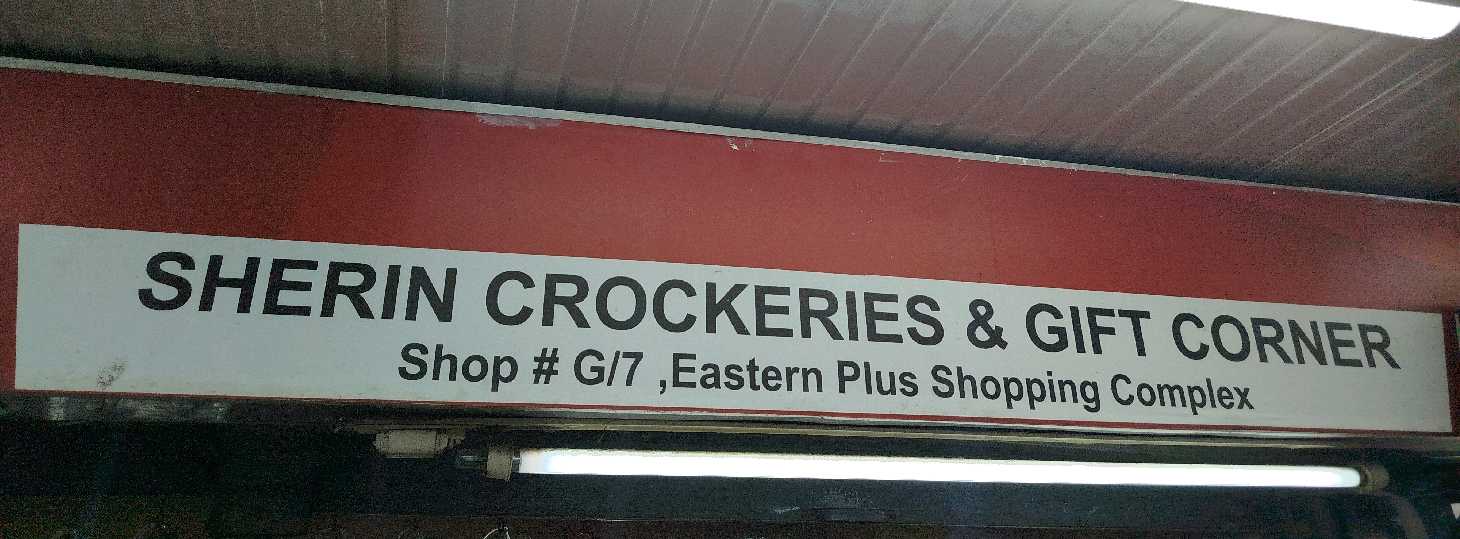 SHERIN CROCKERIES & GIFT CORNER
Shop # G/7 ,Eastern Plus Shopping Complex